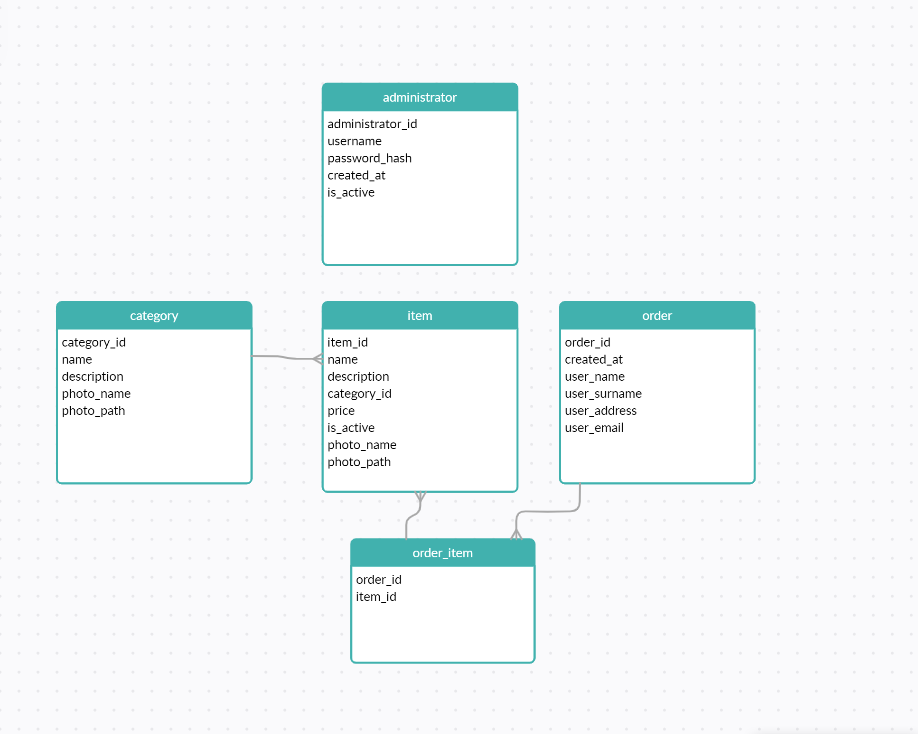 administrator
administrator_id
username
password_hash
created_at
is_active
category
category_id
name
description
photo_name
photo_path
item
item_id
name
description
category_id
price
is_active
photo_name
photo_path
order
order_id
created_at
user_name
user_surname
user_address
user_email
order_item
order_id
item_id